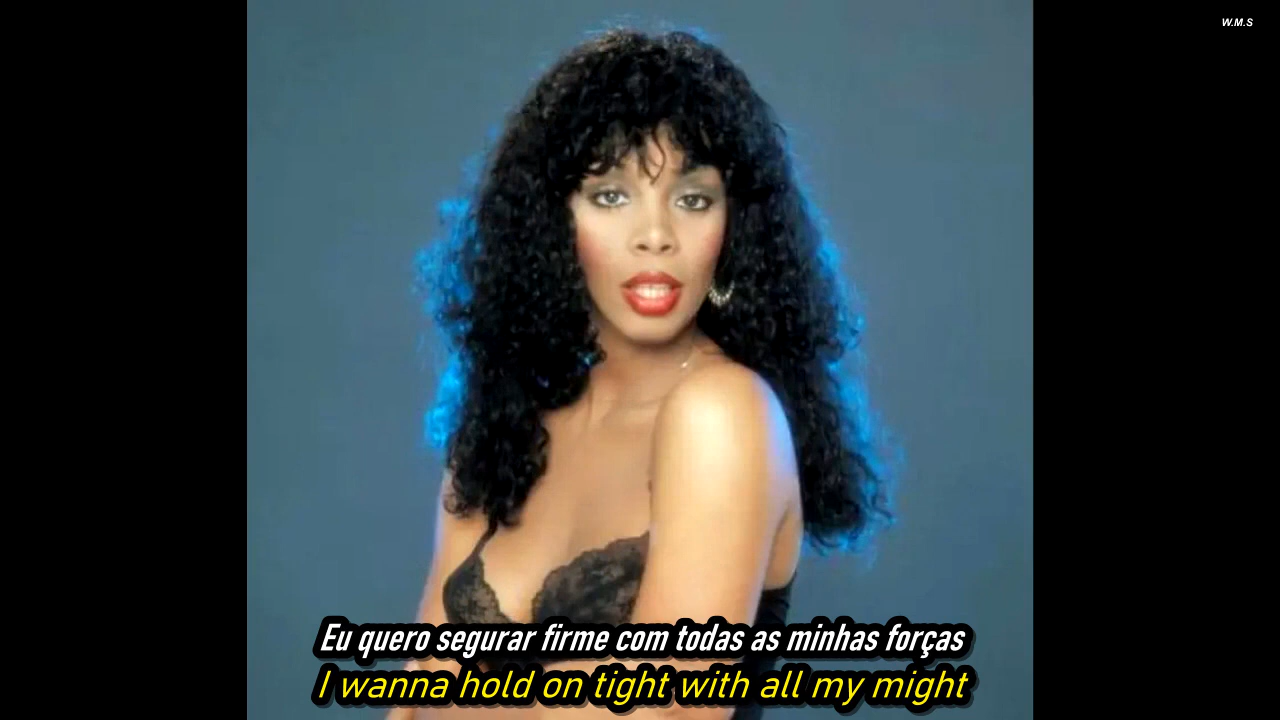 W.M.S
Eu quero segurar firme com todas as minhas forças
I wanna hold on tight with all my might